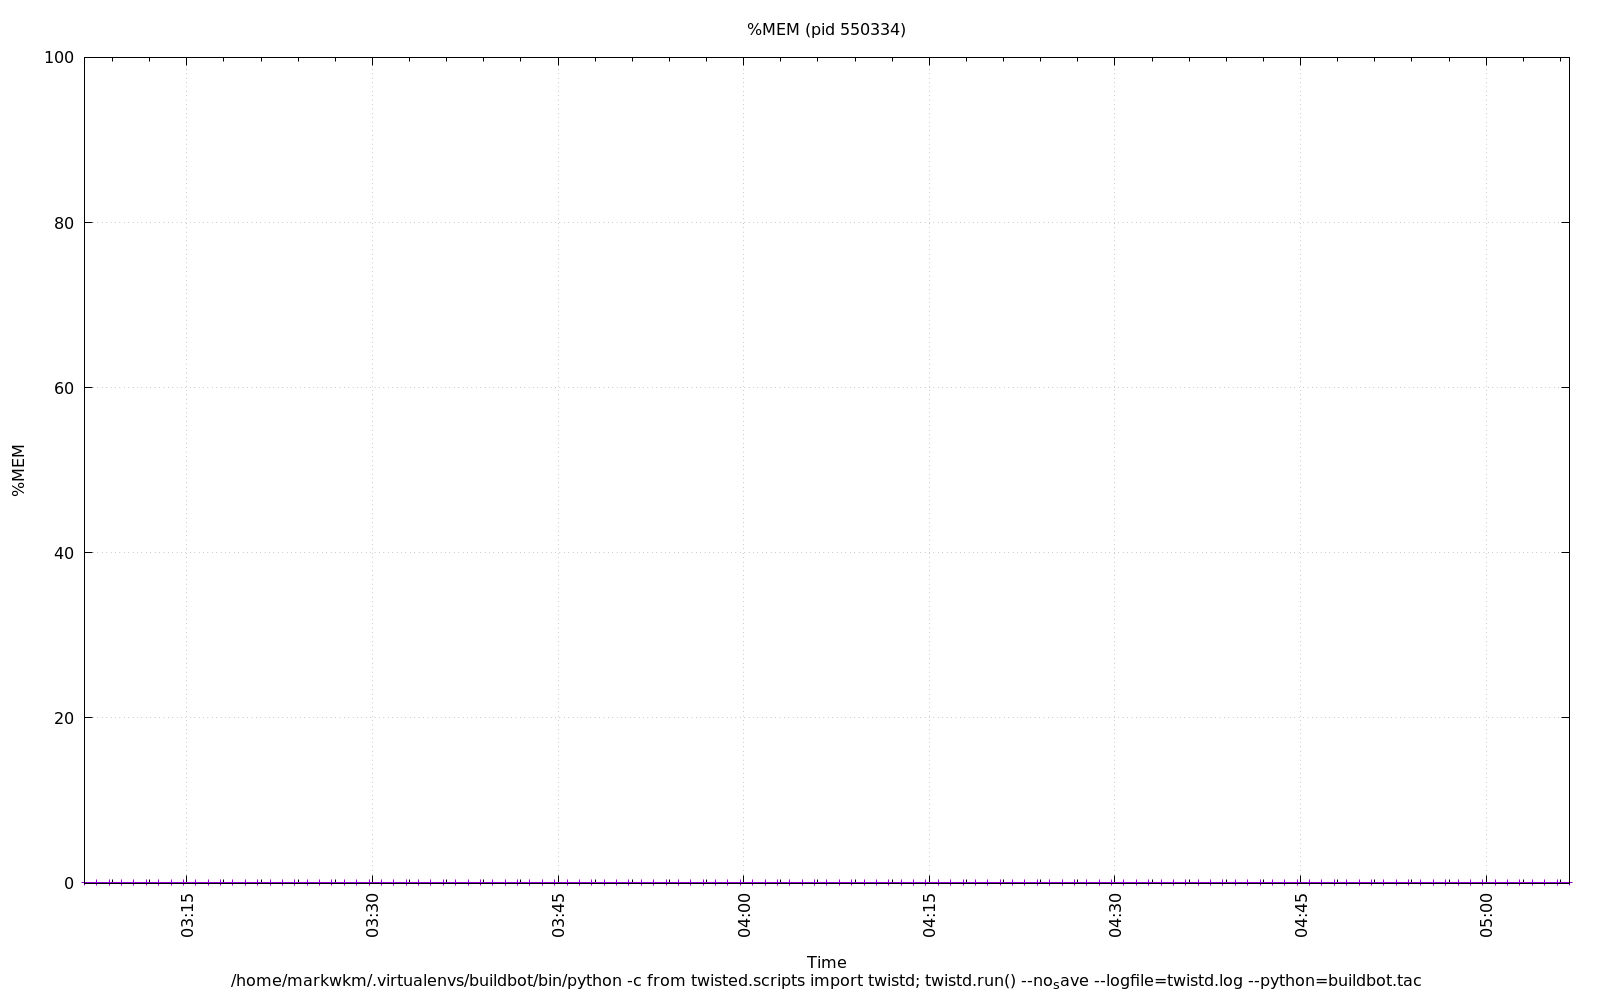 %MEM (pid 550334)
100
80
60
40
20
0
%MEM
03:15 03:30 03:45 04:00 04:15 04:30 04:45 05:00
Time
/home/markwkm/.virtualenvs/buildbot/bin/python -c from twisted.scripts import twistd; twistd.run() --noₛave --logfile=twistd.log --python=buildbot.tac